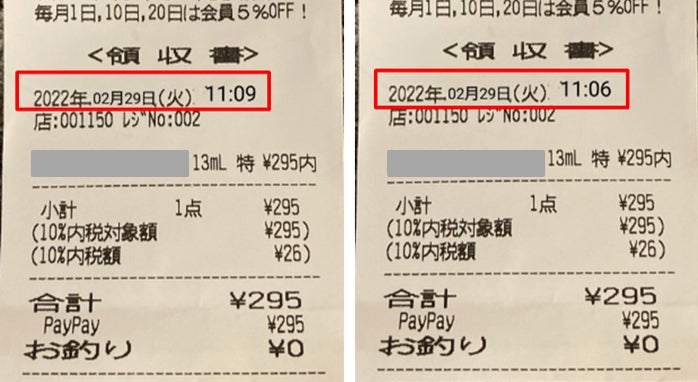 毎月1日,10日,20日は会員5%OFF!
<領収書>
2022年.02月29日(火) 11:09
店:001150 ﾚｼﾞNo:002
13mL 特 ¥295内
小計 1点 ¥295
(10%内税対象額 ¥295)
(10%内税額 ¥26)
合計 ¥295
PayPay ¥295
お釣り ¥0
毎月1日,10日,20日は会員5%OFF!
<領収書>
2022年.02月29日(火) 11:06
店:001150 ﾚｼﾞNo:002
13mL 特 ¥295内
小計 1点 ¥295
(10%内税対象額 ¥295)
(10%内税額 ¥26)
合計 ¥295
PayPay ¥295
お釣り ¥0